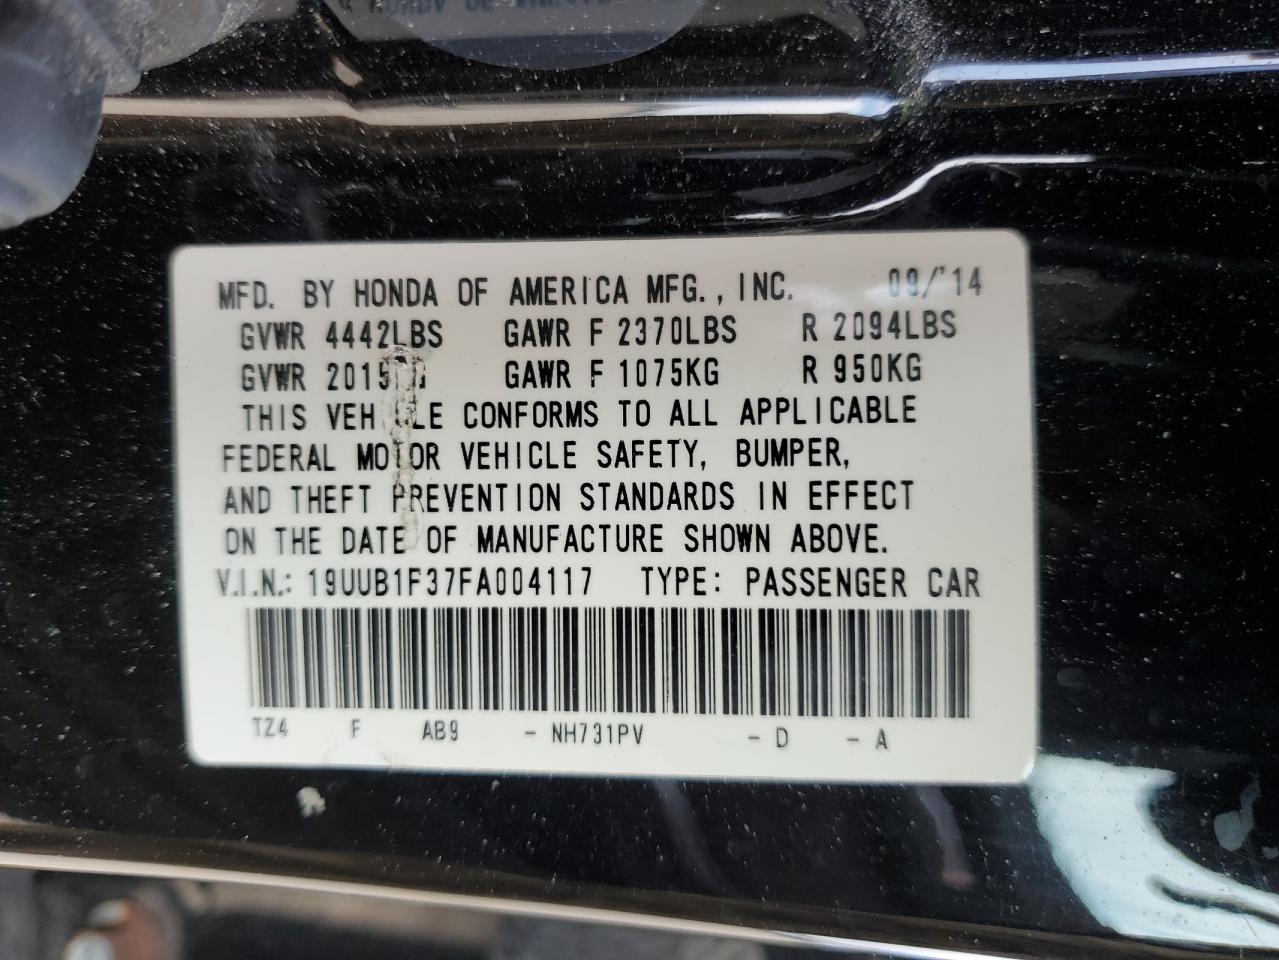 MFD. BY HONDA OF AMERICA MFG., INC. 09/'14
GVWR 4442LBS GAWR F 2370LBS R 2094LBS
GVWR GAWR F 1075KG R 950KG
THIS VEHICLE CONFORMS TO ALL APPLICABLE
FEDERAL MOTOR VEHICLE SAFETY, BUMPER,
AND THEFT PREVENTION STANDARDS IN EFFECT
ON THE DATE OF MANUFACTURE SHOWN ABOVE.
V.I.N.: 19UUB1F37FA004117 TYPE: PASSENGER CAR
TZ4 F AB9 - NH731PV - D - A